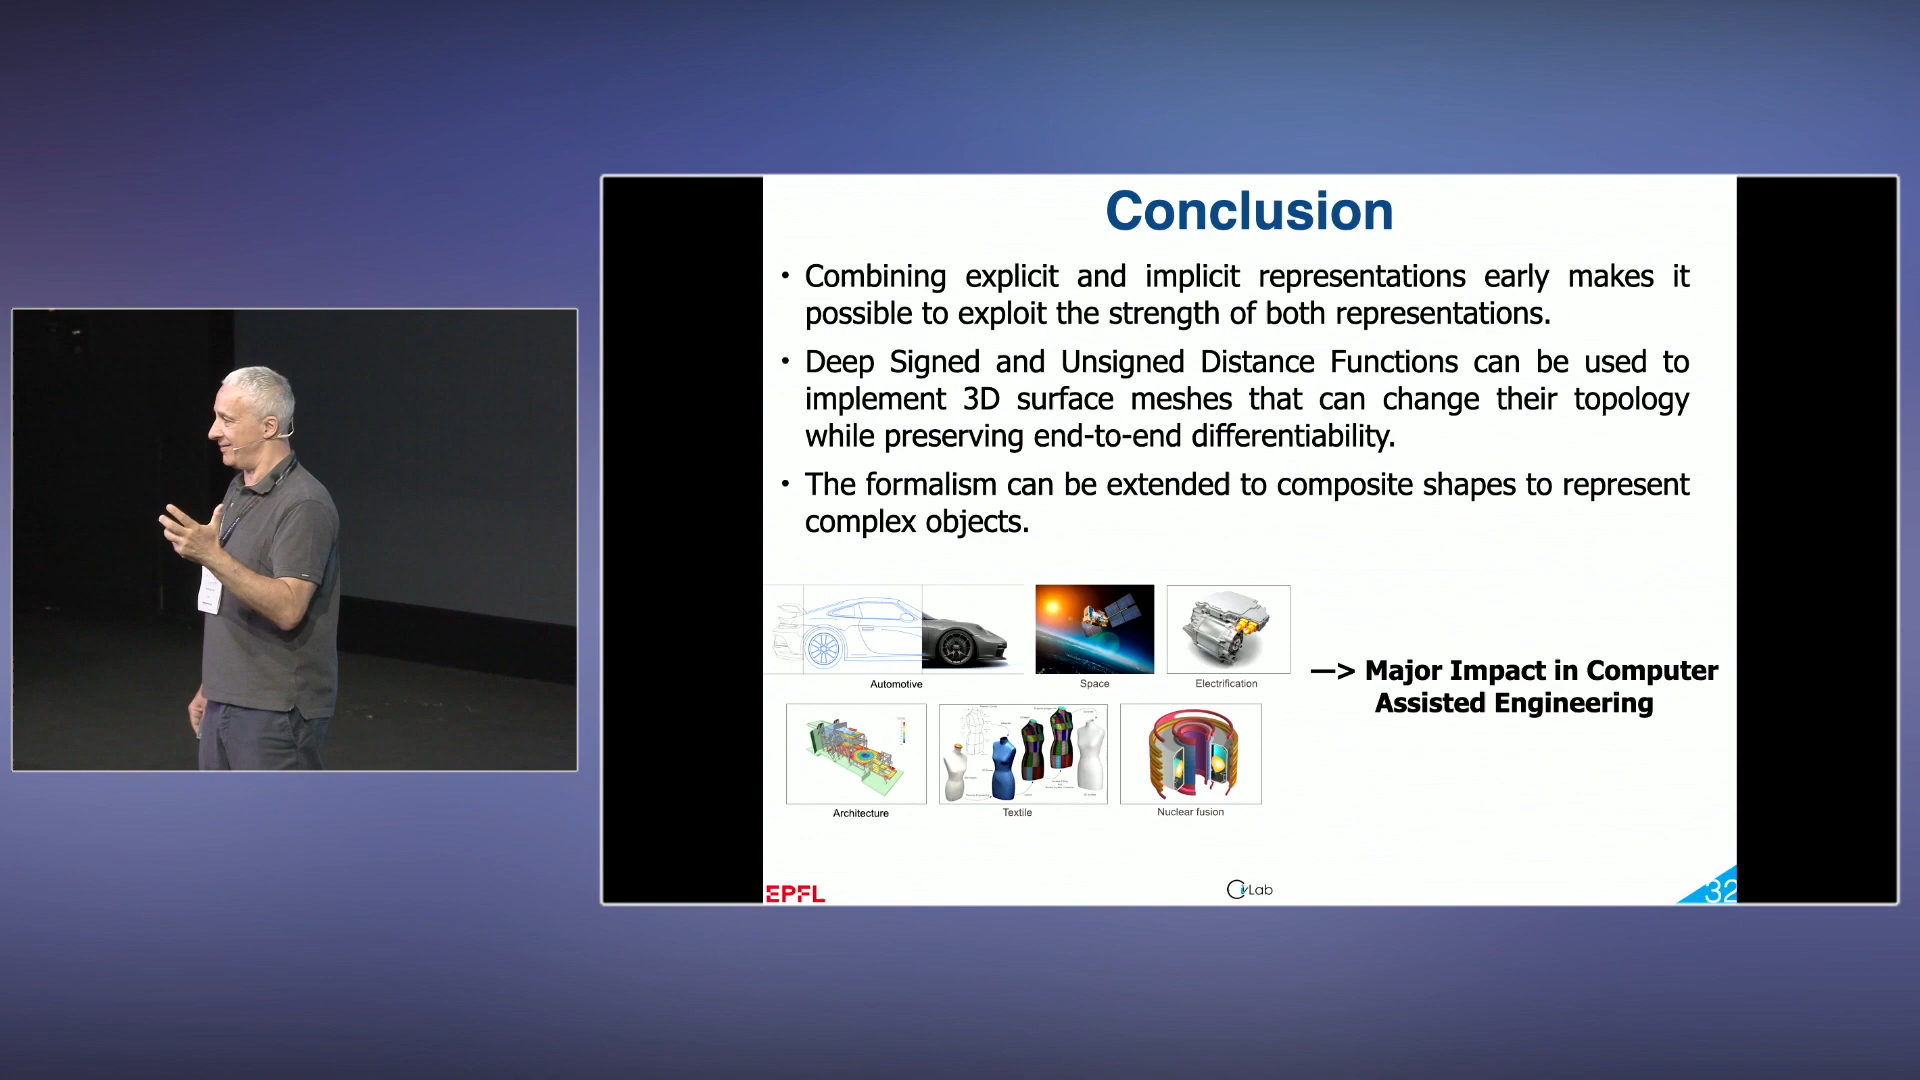 Conclusion
• Combining explicit and implicit representations early makes it
possible to exploit the strength of both representations.
• Deep Signed and Unsigned Distance Functions can be used to
implement 3D surface meshes that can change their topology
while preserving end-to-end differentiability.
• The formalism can be extended to composite shapes to represent
complex objects.
Automotive
Space
Electrification
—> Major Impact in Computer
Assisted Engineering
Architecture
Textile
Nuclear fusion
EPFL
CvLab
32